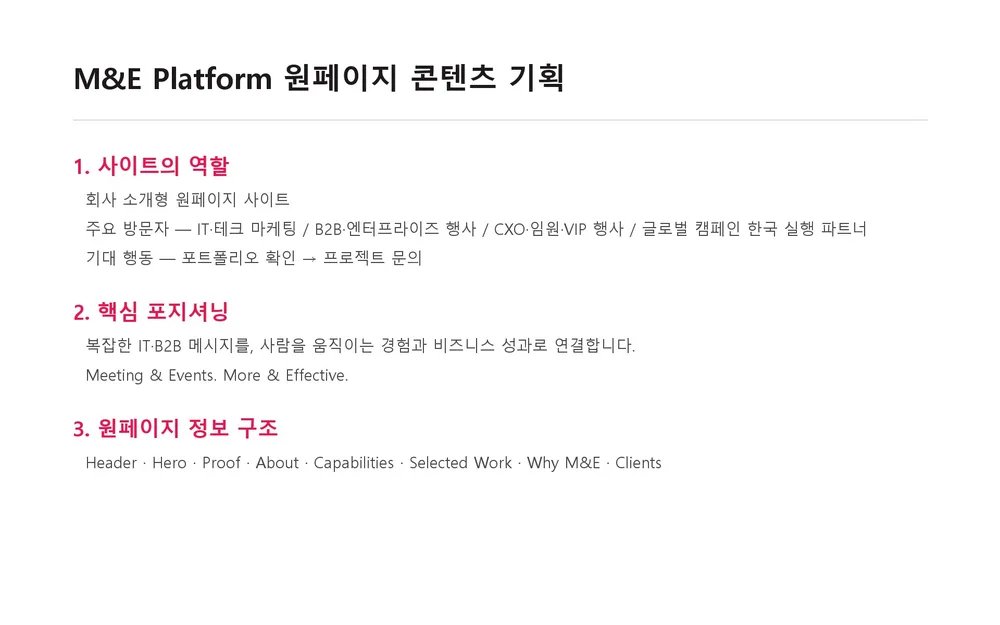 M&E Platform 원페이지 콘텐츠 기획
1. 사이트의 역할
회사 소개형 원페이지 사이트
주요 방문자 — IT·테크 마케팅 / B2B·엔터프라이즈 행사 / CXO·임원·VIP 행사 / 글로벌 캠페인 한국 실행 파트너
기대 행동 — 포트폴리오 확인 → 프로젝트 문의
2. 핵심 포지셔닝
복잡한 IT·B2B 메시지를, 사람을 움직이는 경험과 비즈니스 성과로 연결합니다.
Meeting & Events. More & Effective.
3. 원페이지 정보 구조
Header · Hero · Proof · About · Capabilities · Selected Work · Why M&E · Clients